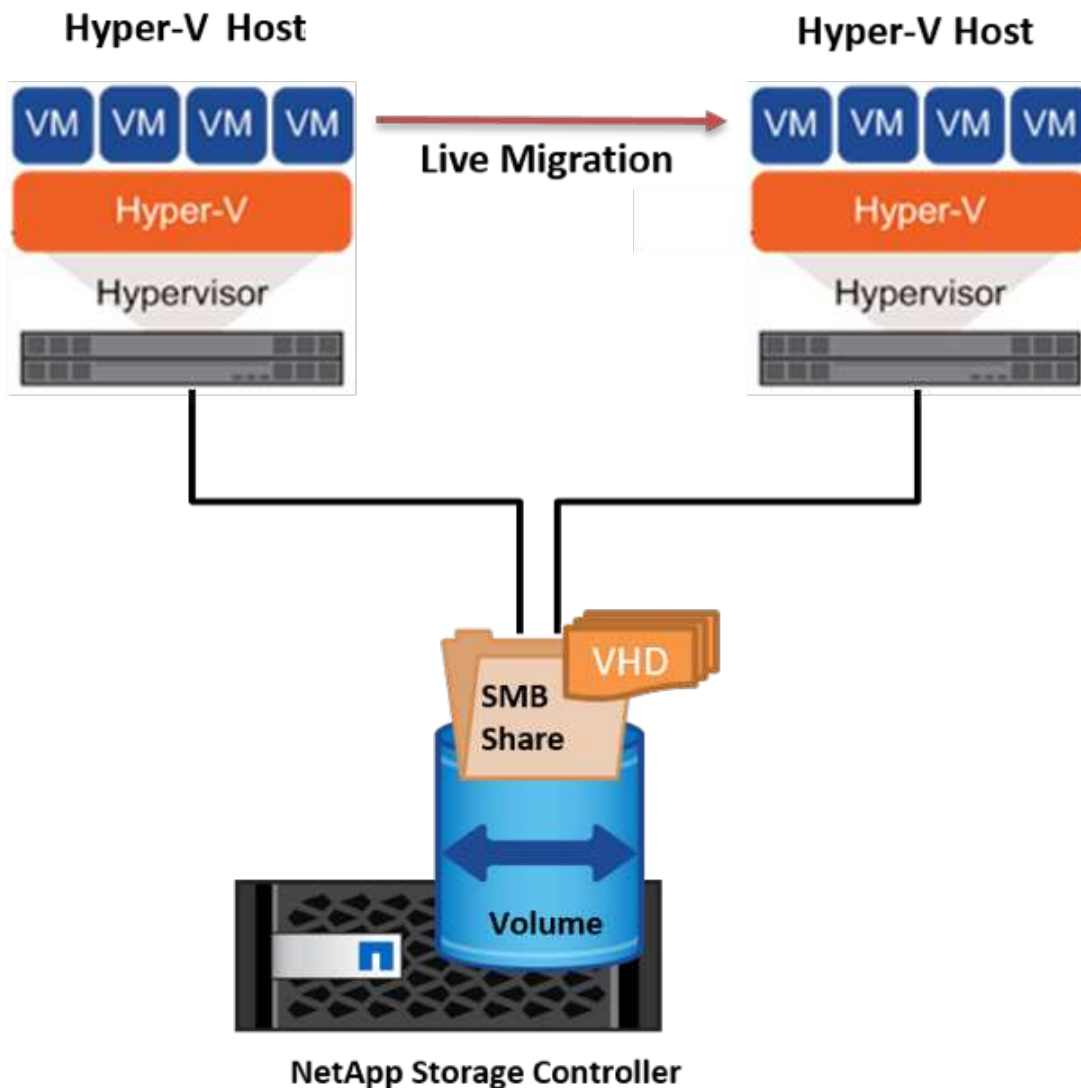 Hyper-V Host
Hyper-V Host
VM VM VM VM
VM VM VM VM
Live Migration
Hyper-V
Hyper-V
Hypervisor
Hypervisor
VHD
SMB
Share
Volume
NetApp Storage Controller